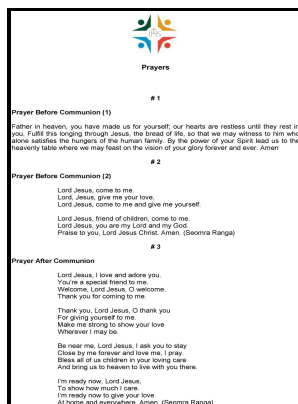 IHS
Prayers
# 1
Prayer Before Communion (1)
Father in heaven, you have made us for yourself; our hearts are restless until they rest in
you. Fulfill this longing through Jesus, the bread of life, so that we may witness to him who
alone satisfies the hungers of the human family. By the power of your Spirit lead us to the
heavenly table where we may feast on the vision of your glory forever and ever. Amen
# 2
Prayer Before Communion (2)
Lord Jesus, come to me.
Lord, Jesus, give me your love.
Lord Jesus, come to me and give me yourself.
Lord Jesus, friend of children, come to me.
Lord Jesus, you are my Lord and my God.
Praise to you, Lord Jesus Christ. Amen. (Seomra Ranga)
# 3
Prayer After Communion
Lord Jesus, I love and adore you.
You're a special friend to me.
Welcome, Lord Jesus, O welcome.
Thank you for coming to me.
Thank you, Lord Jesus, O thank you
For giving yourself to me.
Make me strong to show your love
Wherever I may be.
Be near me, Lord Jesus, I ask you to stay
Close by me forever and love me, I pray.
Bless all of us children in your loving care
And bring us to heaven to live with you there.
I'm ready now, Lord Jesus,
To show how much I care.
I'm ready now to give your love
At home and everywhere. Amen. (Seomra Ranga)